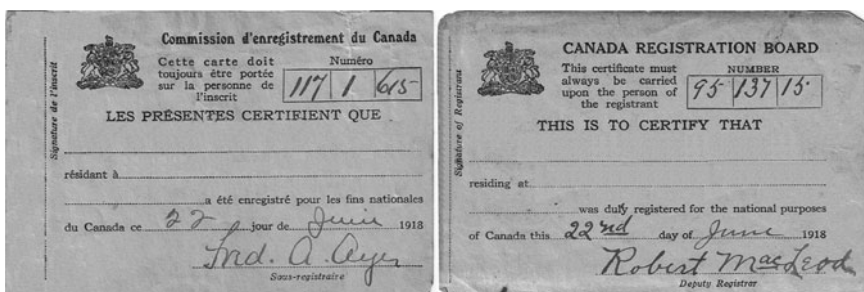 Commission d'enregistrement du Canada
Cette carte doit
toujours être portée
sur la personne de
l'inscrit
Numéro
117 1 615
LES PRÉSENTES CERTIFIENT QUE
résidant à
a été enregistré pour les fins nationales
du Canada ce 22 jour de Juin 1918
A. Ayer
Sous-registraire
Signature de l'inscrit
CANADA REGISTRATION BOARD
This certificate must
always be carried
upon the person of
the registrant
NUMBER
95 137 15.
THIS IS TO CERTIFY THAT
residing at
was duly registered for the national purposes
of Canada this 22nd day of June 1918
Robert MacLeod
Deputy Registrar
Signature of Registrant